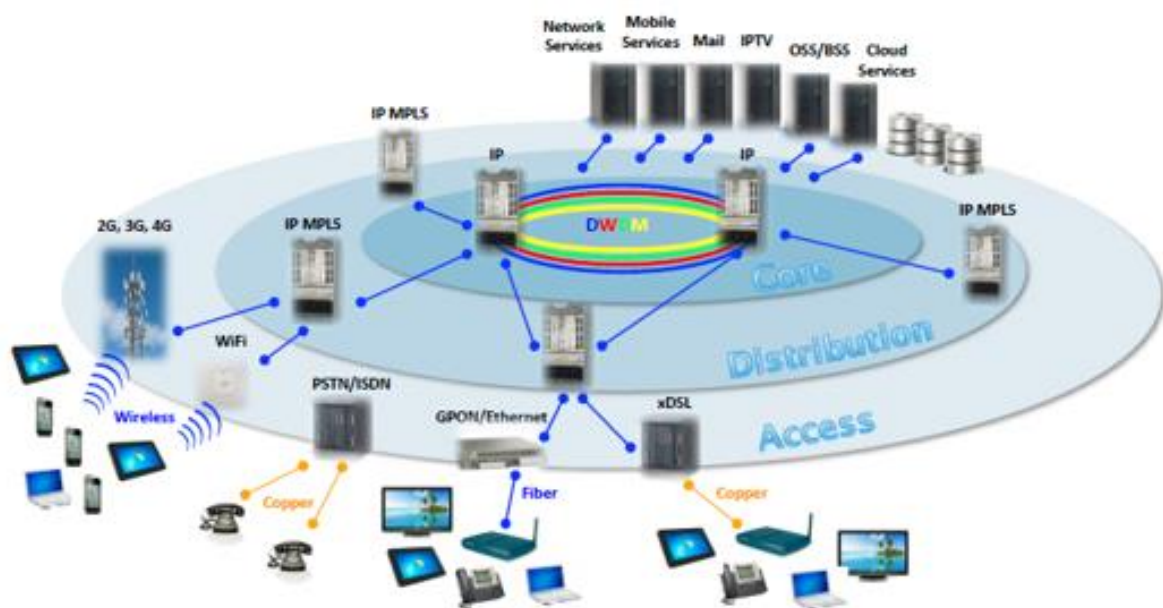 Network
Services
Mobile
Services
Mail
IPTV
OSS/BSS
Cloud
Services
IP MPLS
IP
IP
2G, 3G, 4G
IP MPLS
DWDM
IP MPLS
Core
WiFi
Distribution
PSTN/ISDN
GPON/Ethernet
xDSL
Wireless
Access
Copper
Fiber
Copper